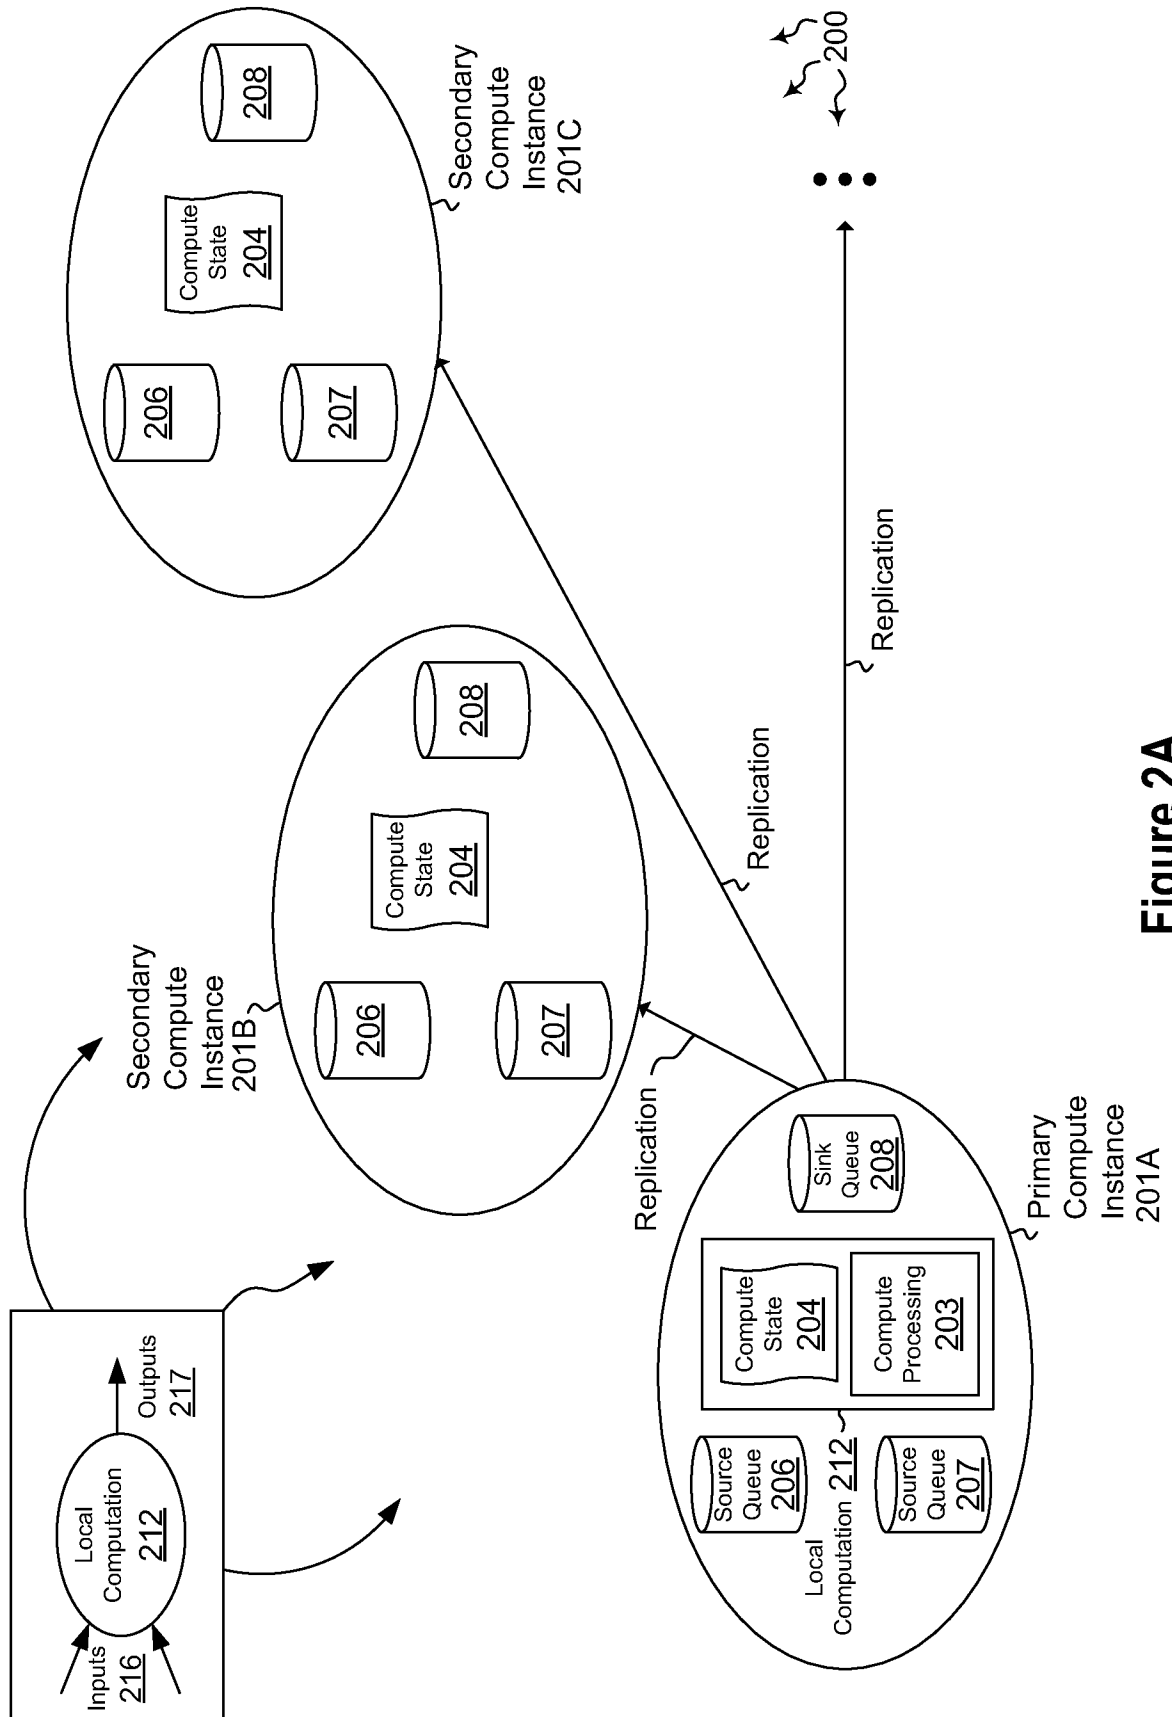 Inputs
216
Local
Computation
212
Outputs
217
Secondary
Compute
Instance
201B
206
207
Compute
State
204
208
Secondary
Compute
Instance
201C
206
207
Compute
State
204
208
Source
Queue
206
Source
Queue
207
Local
Computation 212
Compute
State
204
Compute
Processing
203
Sink
Queue
208
Primary
Compute
Instance
201A
Replication
Replication
Replication
200
Figure 2A